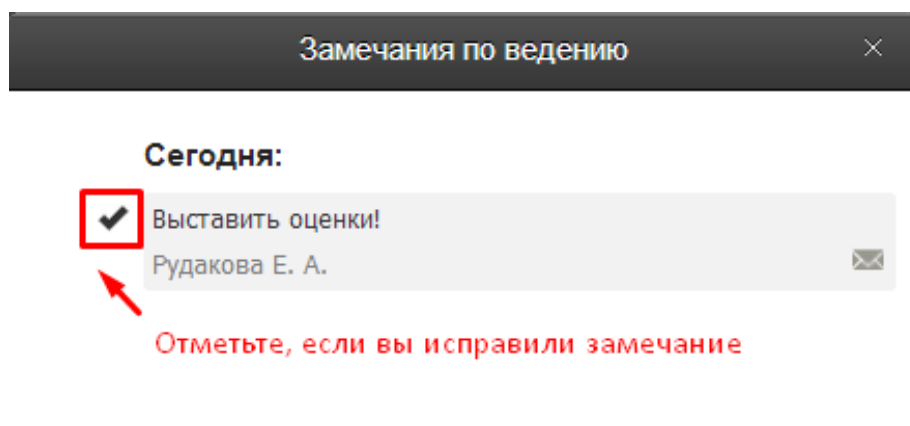 Замечания по ведению
Сегодня:
Выставить оценки!
Рудакова Е. А.
Отметьте, если вы исправили замечание